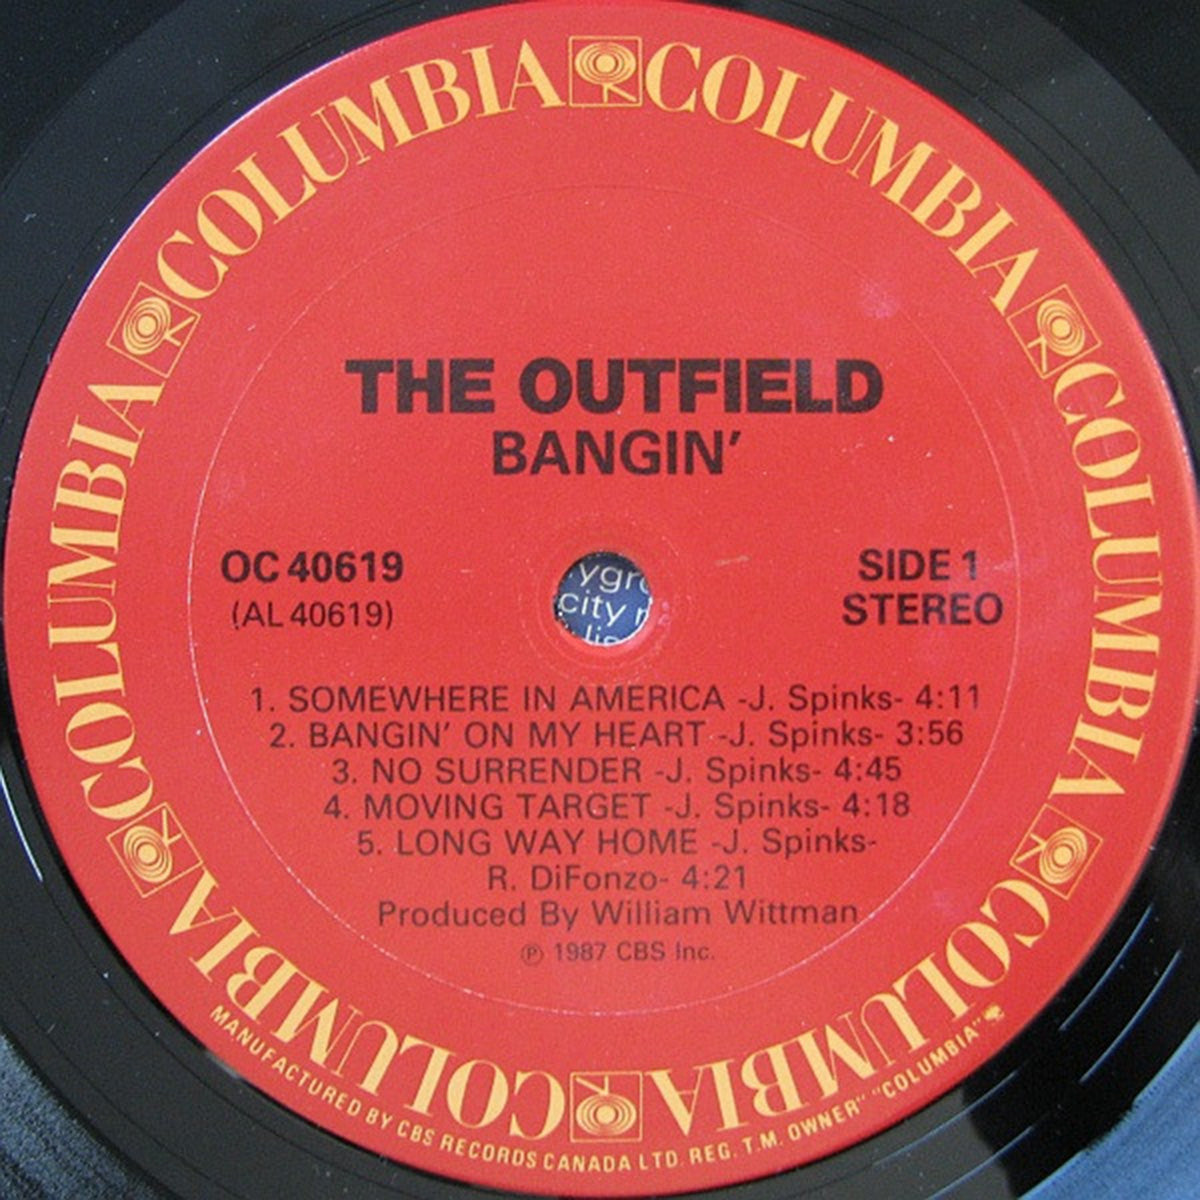 COLUMBIA COLUMBIA COLUMBIA COLUMBIA COLUMBIA COLUMBIA
THE OUTFIELD
BANGIN'
OC 40619
(AL 40619)
SIDE 1
STEREO
ygr
city
1. SOMEWHERE IN AMERICA -J. Spinks- 4:11
2. BANGIN' ON MY HEART -J. Spinks- 3:56
3. NO SURRENDER -J. Spinks- 4:45
4. MOVING TARGET -J. Spinks- 4:18
5. LONG WAY HOME -J. Spinks-
R. DiFonzo- 4:21
Produced By William Wittman
℗ 1987 CBS Inc.
MANUFACTURED BY CBS RECORDS CANADA LTD. REG. T.M. OWNER" "COLUMBIA"